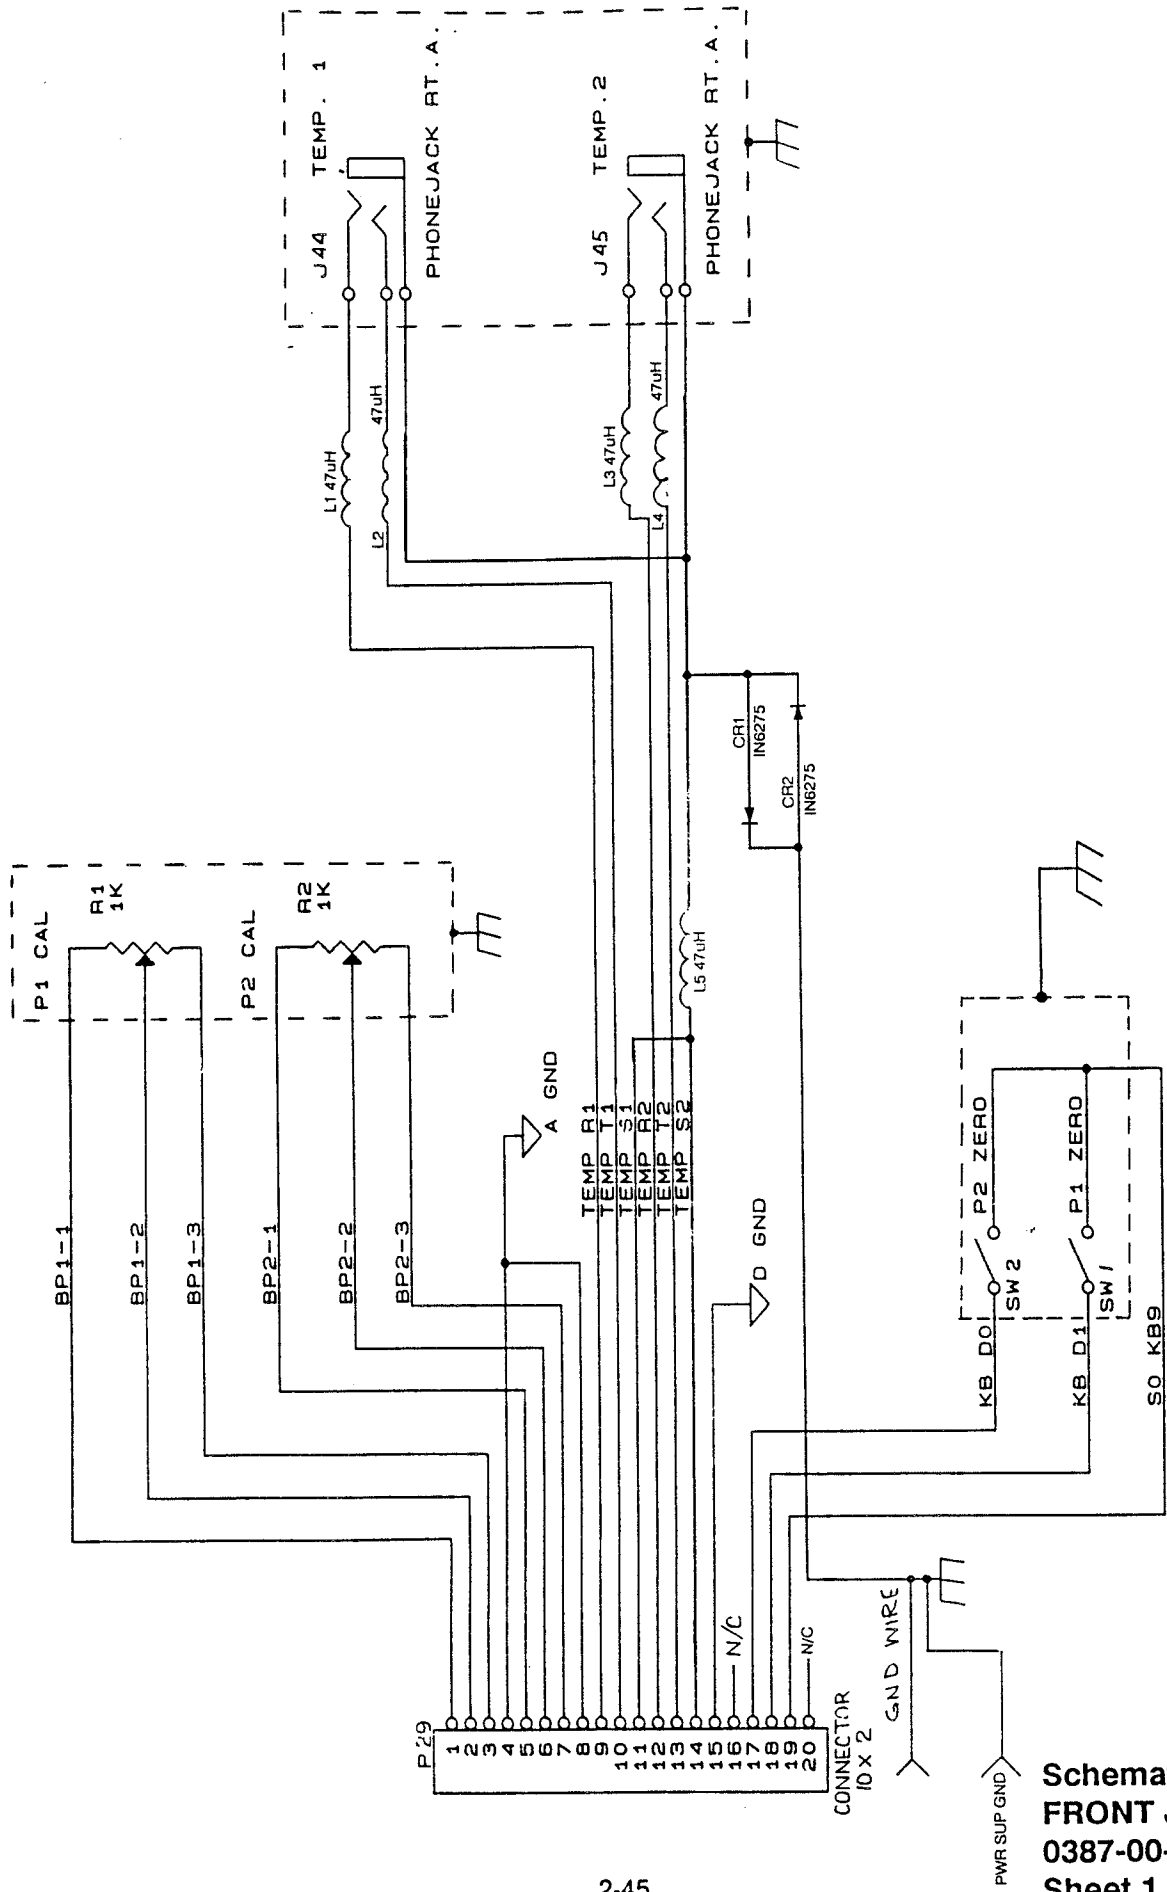 TEMP. 1
J44
PHONEJACK RT.A.
TEMP.2
J45
PHONEJACK RT.A.
L1 47uH
L2
47uH
L3 47uH
L4
47uH
CR1
IN6275
CR2
IN6275
P1 CAL
R1
1K
P2 CAL
R2
1K
L5 47uH
A GND
TEMP R1
TEMP T1
TEMP S1
TEMP R2
TEMP T2
TEMP S2
D GND
BP1-1
BP1-2
BP1-3
BP2-1
BP2-2
BP2-3
P2 ZERO
SW 2
P1 ZERO
SW 1
KB D0
KB D1
SO KB9
N/C
N/C
P29
1
2
3
4
5
6
7
8
9
10
11
12
13
14
15
16
17
18
19
20
CONNECTOR
10 X 2
GND WIRE
PWR SUP GND
Schema
FRONT
0387-00-
Sheet 1
2-45